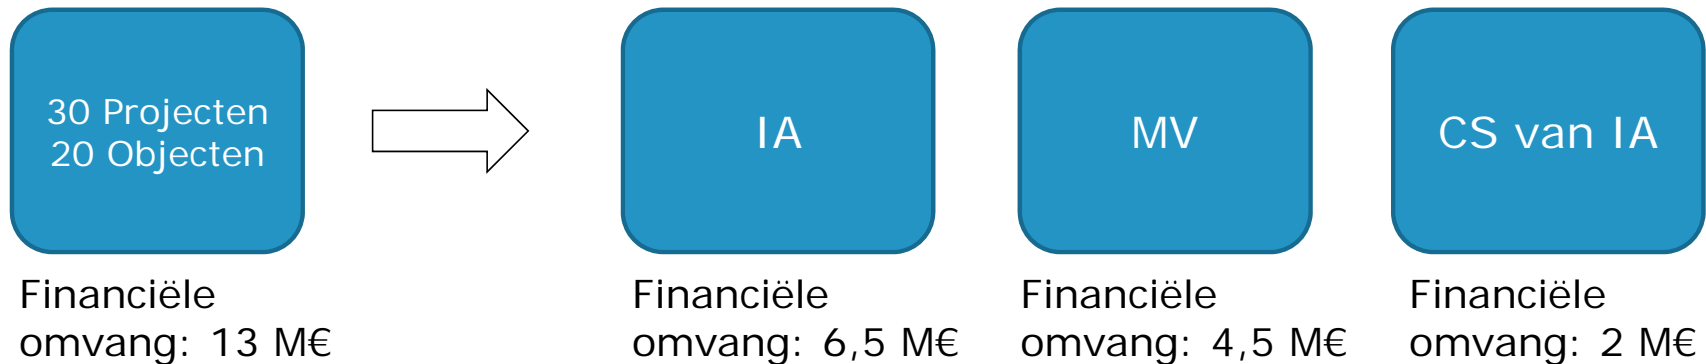 30 Projecten
20 Objecten
IA
MV
CS van IA
Financiële
omvang: 13 M€
Financiële
omvang: 6,5 M€
Financiële
omvang: 4,5 M€
Financiële
omvang: 2 M€